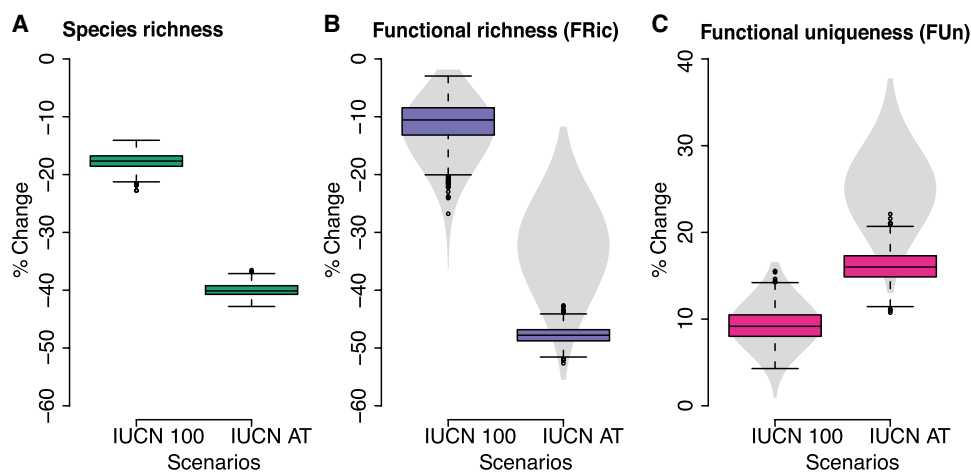 A Species richness
% Change
0
−10
−20
−30
−40
−50
−60
IUCN 100 IUCN AT
Scenarios
B Functional richness (FRic)
% Change
0
−10
−20
−30
−40
−50
−60
IUCN 100 IUCN AT
Scenarios
C Functional uniqueness (FUn)
% Change
40
30
20
10
0
IUCN 100 IUCN AT
Scenarios